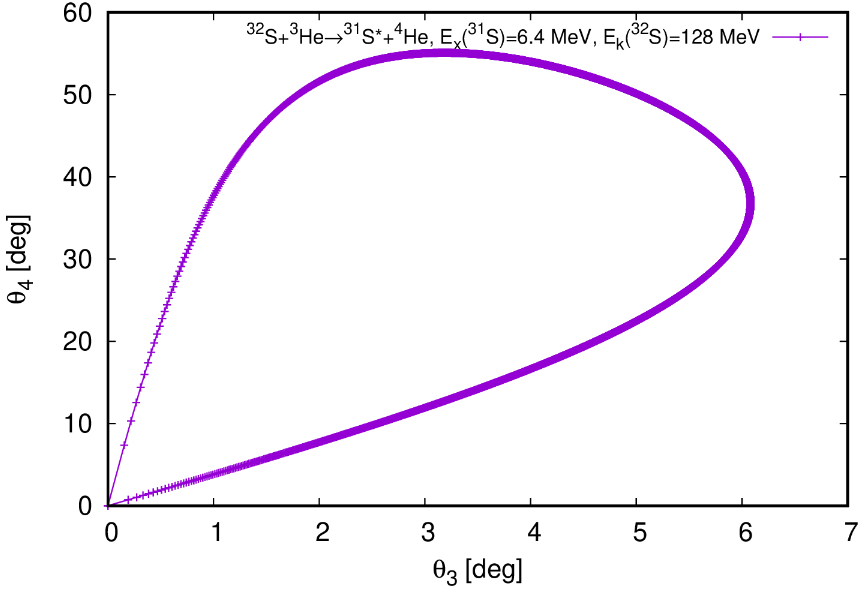 60
³²S+³He→³¹S*+⁴He, Eₓ(³¹S)=6.4 MeV, Eₖ(³²S)=128 MeV
50
40
30
20
10
0
θ₄ [deg]
0 1 2 3 4 5 6 7
θ₃ [deg]